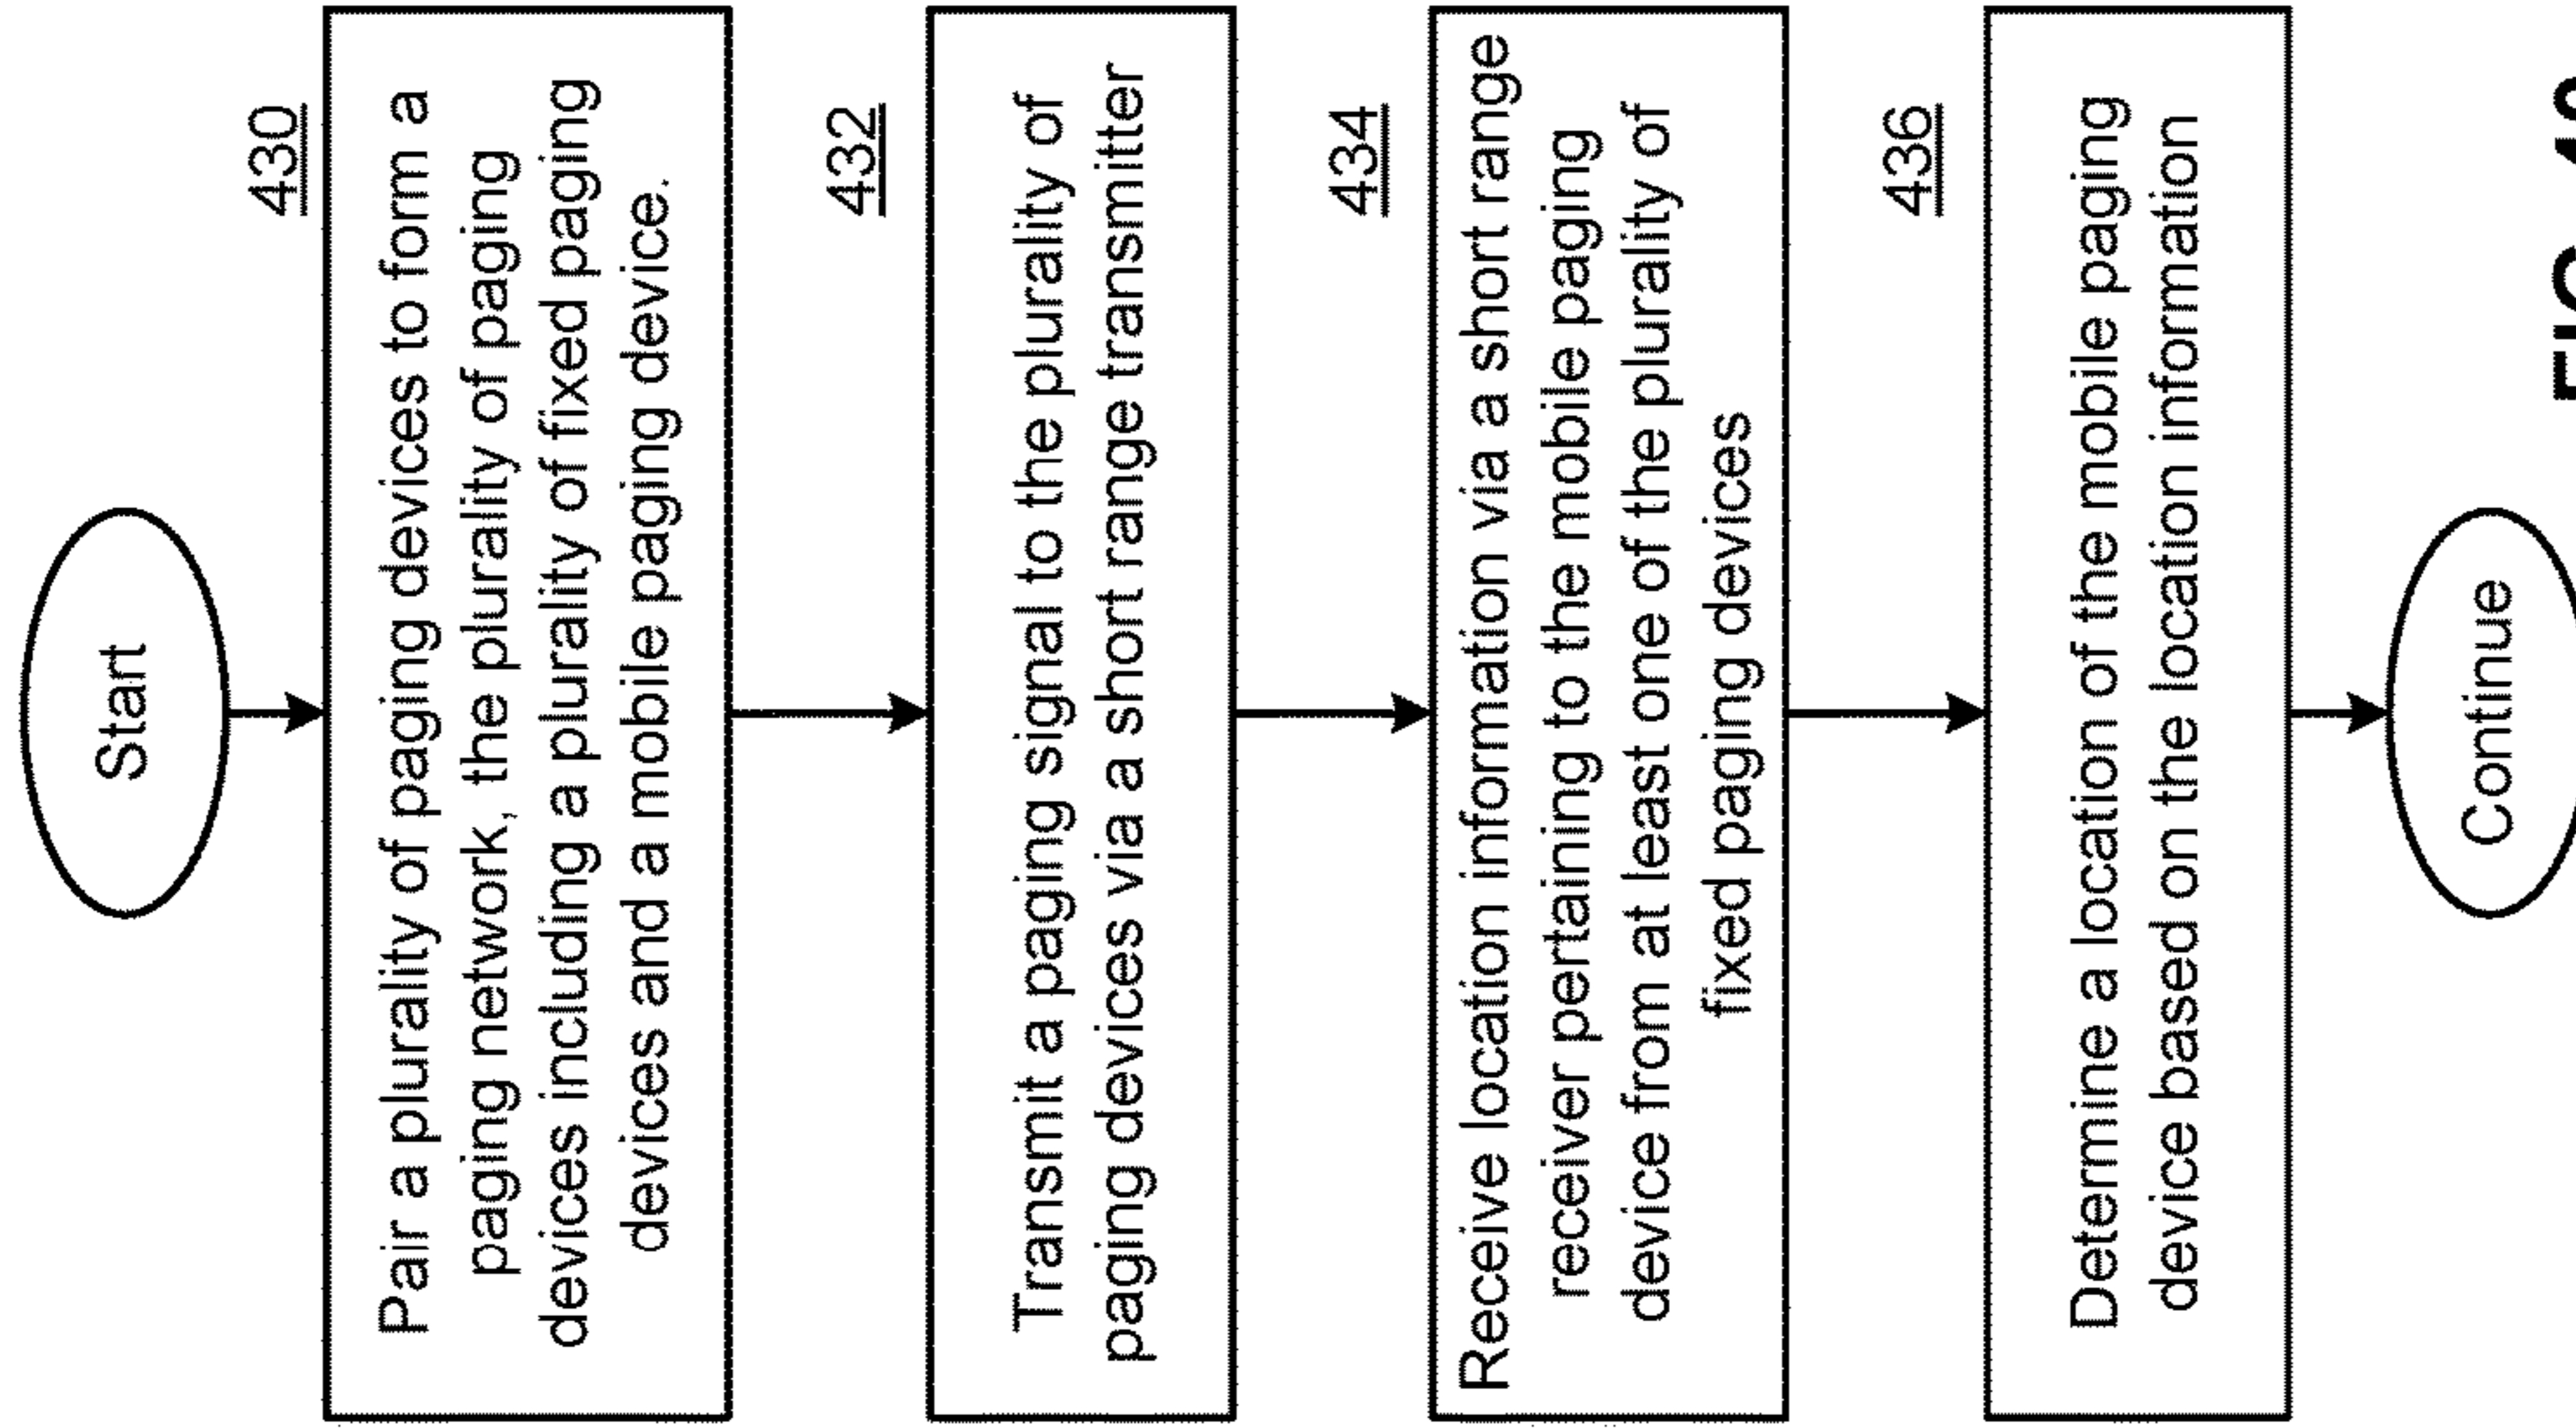 Start
430
Pair a plurality of paging devices to form a
paging network, the plurality of paging
devices including a plurality of fixed paging
devices and a mobile paging device.
432
Transmit a paging signal to the plurality of
paging devices via a short range transmitter
434
Receive location information via a short range
receiver pertaining to the mobile paging
device from at least one of the plurality of
fixed paging devices
436
Determine a location of the mobile paging
device based on the location information
Continue